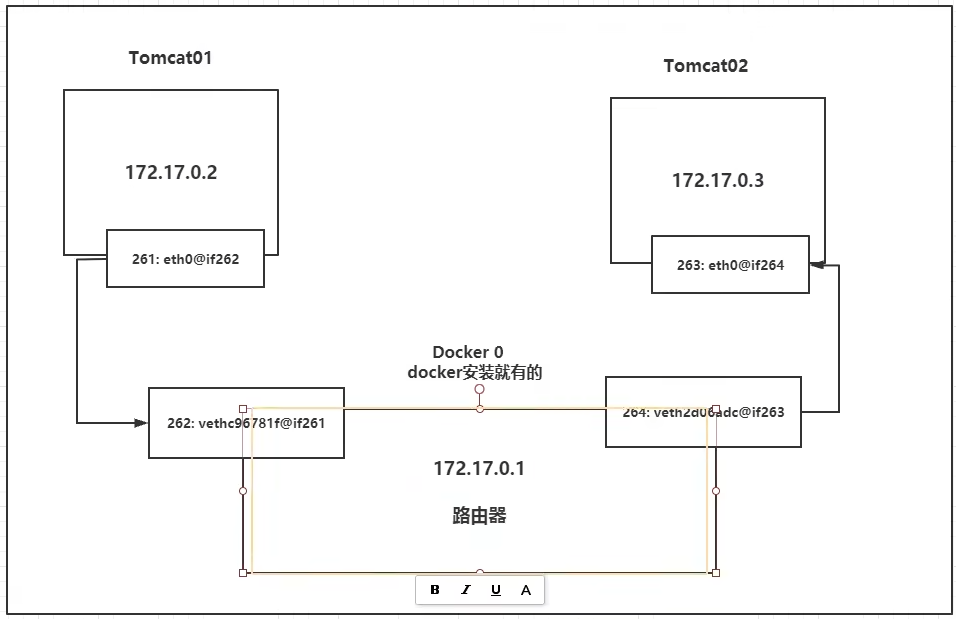 Tomcat01
Tomcat02
172.17.0.2
172.17.0.3
261: eth0@if262
263: eth0@if264
Docker 0
docker安装就有的
262: vethc96781f@if261
264: veth2d06adc@if263
172.17.0.1
路由器
B I U A